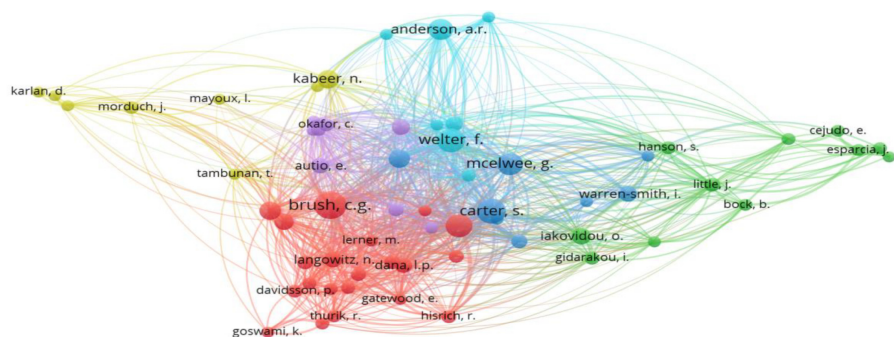 anderson, a.r.
kabeer, n.
karlan, d.
mayoux, l.
morduch, j.
okafor, c.
welter, f.
cejudo, e.
hanson, s.
esparcia, j.
autio, e.
mcelwee, g.
tambunan, t.
little, j.
warren-smith, i.
brush, c.g.
carter, s.
bock, b.
lerner, m.
iakovidou, o.
gidarakou, i.
langowitz, n.
dana, l.p.
davidsson, p.
gatewood, e.
thurik, r.
hisrich, r.
goswami, k.